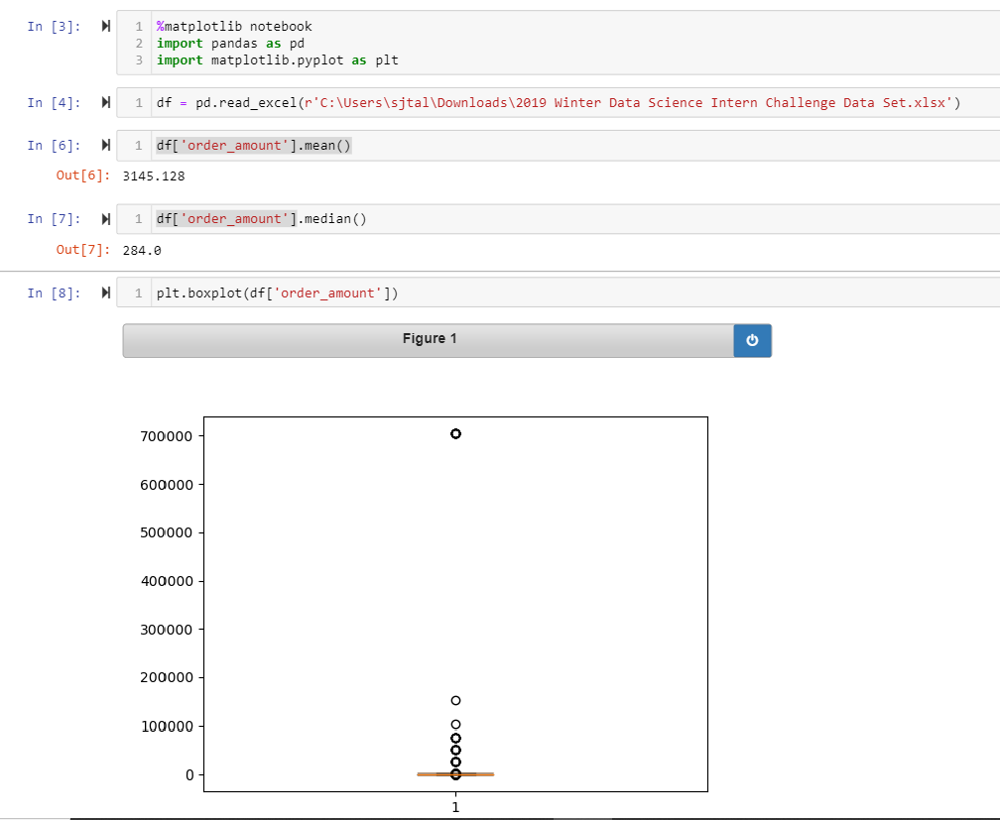 In [3]:
1 %matplotlib notebook
2 import pandas as pd
3 import matplotlib.pyplot as plt
In [4]:
1 df = pd.read_excel(r'C:\Users\sjtal\Downloads\2019 Winter Data Science Intern Challenge Data Set.xlsx')
In [6]:
1 df['order_amount'].mean()
Out[6]: 3145.128
In [7]:
1 df['order_amount'].median()
Out[7]: 284.0
In [8]:
1 plt.boxplot(df['order_amount'])
Figure 1
700000
600000
500000
400000
300000
200000
100000
0
1